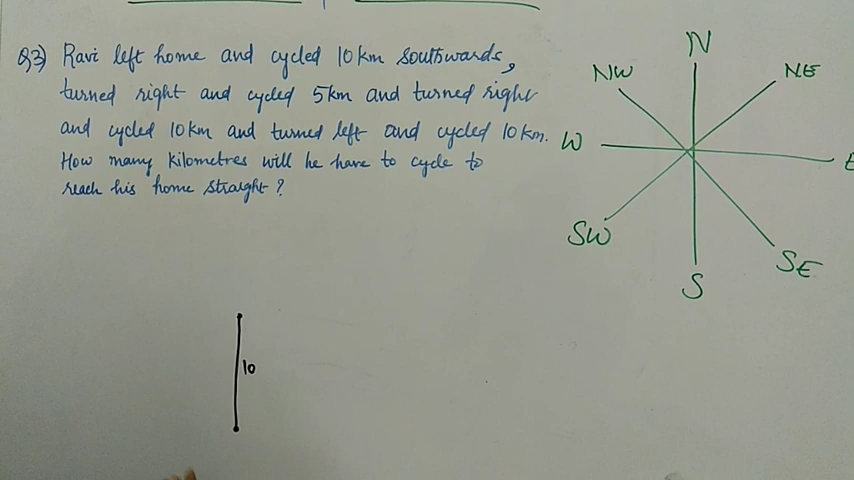 Q3) Ravi left home and cycled 10 km southwards,
turned right and cycled 5km and turned right
and cycled 10 km and turned left and cycled 10 km.
How many kilometres will he have to cycle to
reach his home straight?
N
NW
NE
W
E
SW
SE
S
10